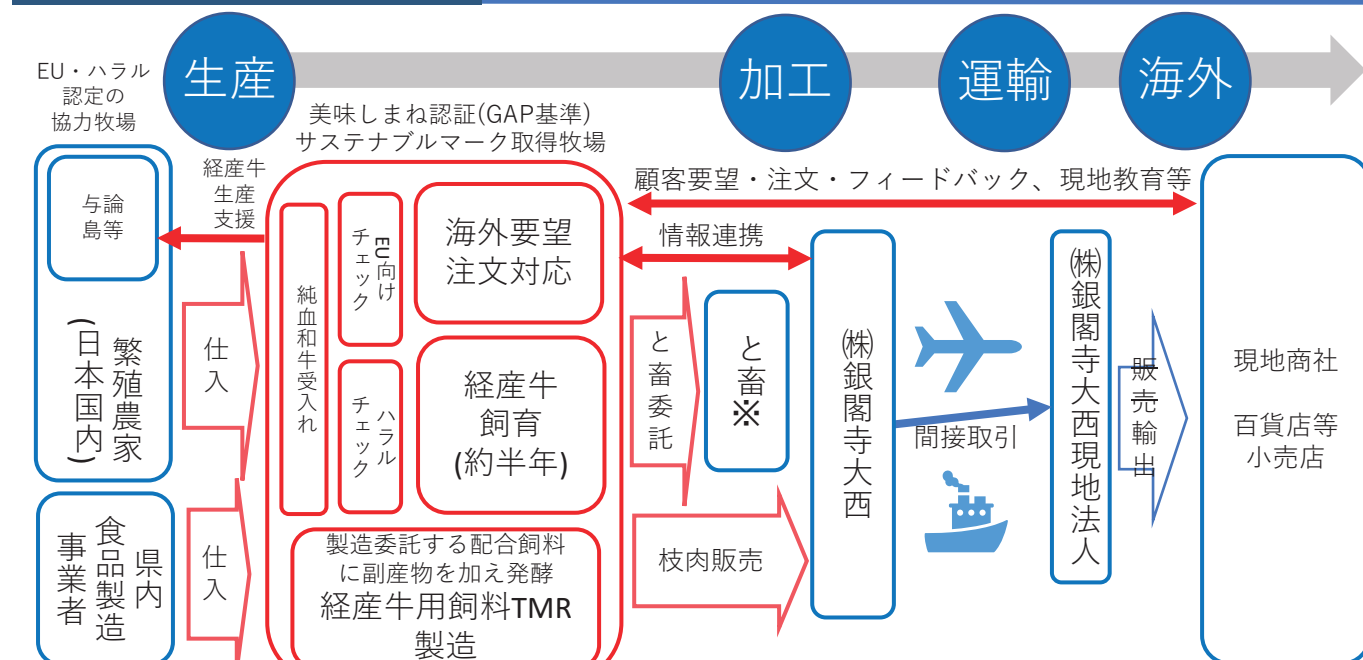 生産
加工
運輸
海外
EU・ハラル
認定の
協力牧場
美味しまね認証(GAP基準)
サステナブルマーク取得牧場
経産牛
生産
支援
与論
島等
繁殖農家
(日本国内)
仕入
県内
食品製造
事業者
仕入
純血和牛受入れ
EU向け
チェック
ハラル
チェック
海外要望
注文対応
経産牛
飼育
(約半年)
製造委託する配合飼料
に副産物を加え発酵
経産牛用飼料TMR
製造
顧客要望・注文・フィードバック、現地教育等
情報連携
と畜委託
と畜※
枝肉販売
㈱銀閣寺大西
間接取引
㈱銀閣寺大西現地法人
販売輸出
現地商社
百貨店等
小売店